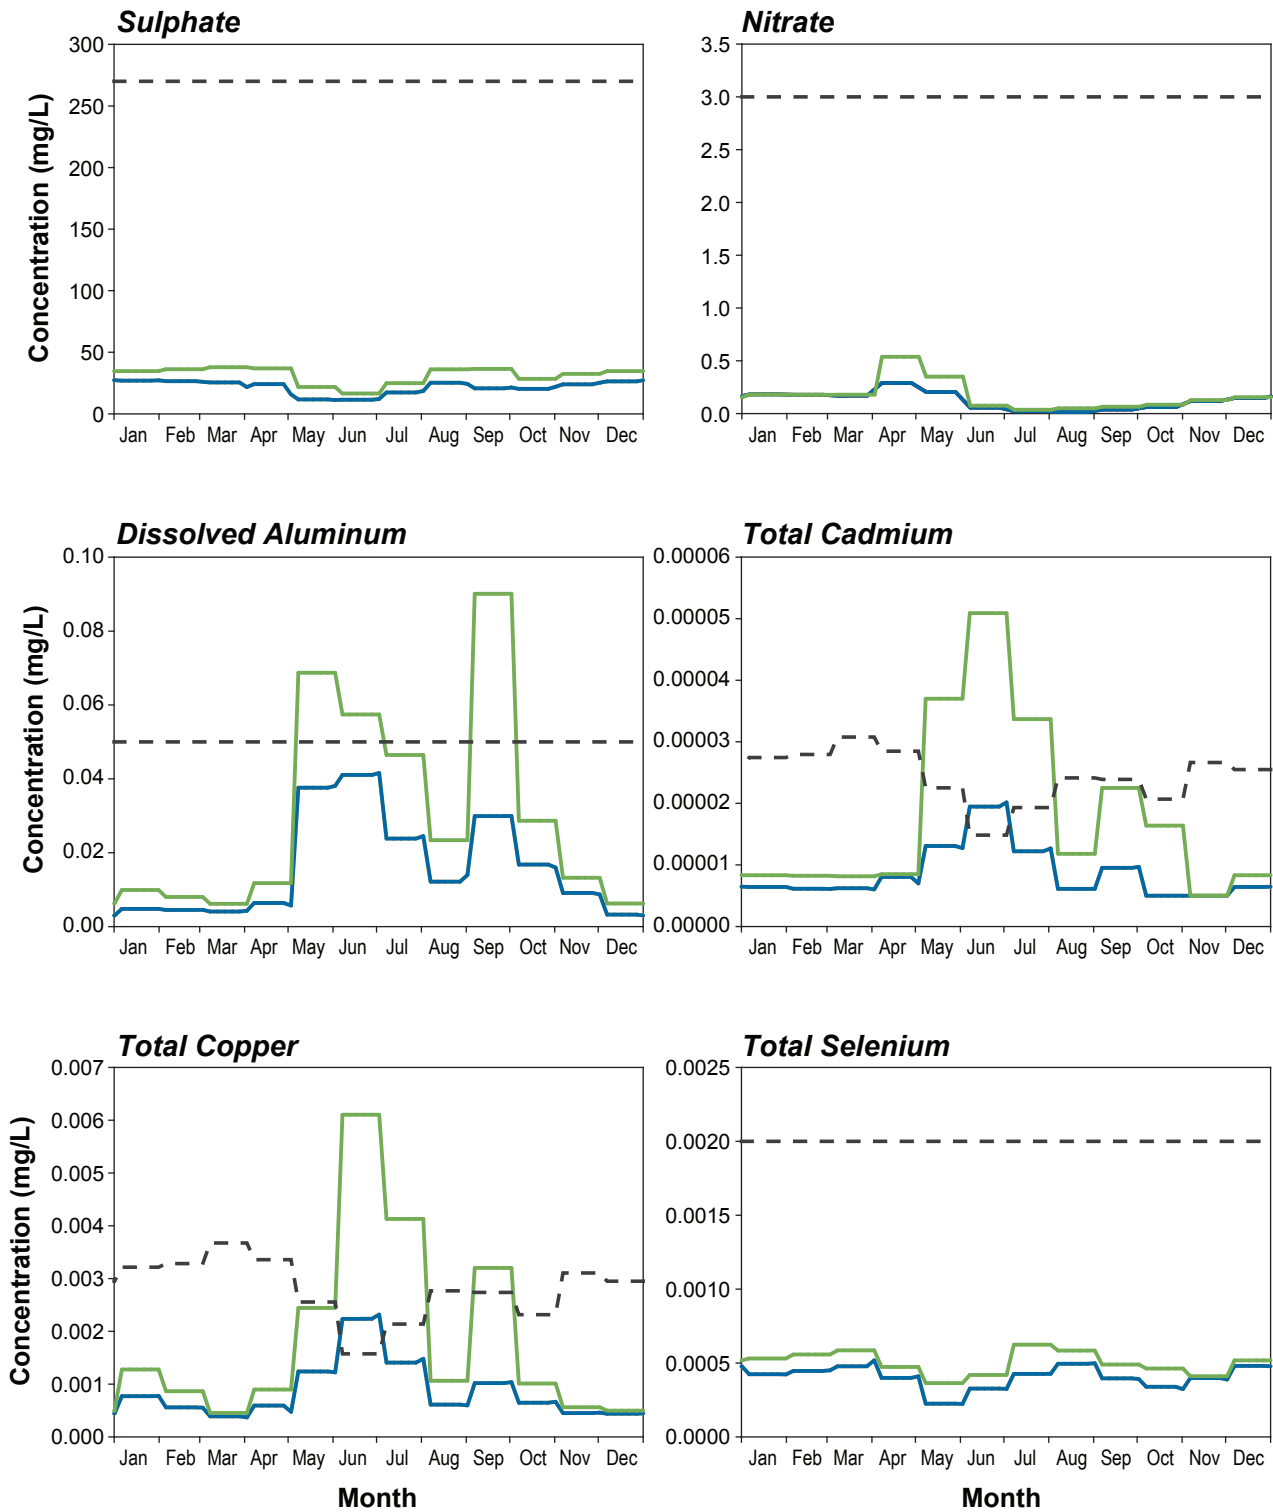 Sulphate
300
250
200
150
100
50
0
Concentration (mg/L)
Jan Feb Mar Apr May Jun Jul Aug Sep Oct Nov Dec
Nitrate
3.5
3.0
2.5
2.0
1.5
1.0
0.5
0.0
Jan Feb Mar Apr May Jun Jul Aug Sep Oct Nov Dec
Dissolved Aluminum
0.10
0.08
0.06
0.04
0.02
0.00
Concentration (mg/L)
Jan Feb Mar Apr May Jun Jul Aug Sep Oct Nov Dec
Total Cadmium
0.00006
0.00005
0.00004
0.00003
0.00002
0.00001
0.00000
Jan Feb Mar Apr May Jun Jul Aug Sep Oct Nov Dec
Total Copper
0.007
0.006
0.005
0.004
0.003
0.002
0.001
0.000
Concentration (mg/L)
Jan Feb Mar Apr May Jun Jul Aug Sep Oct Nov Dec
Month
Total Selenium
0.0025
0.0020
0.0015
0.0010
0.0005
0.0000
Jan Feb Mar Apr May Jun Jul Aug Sep Oct Nov Dec
Month